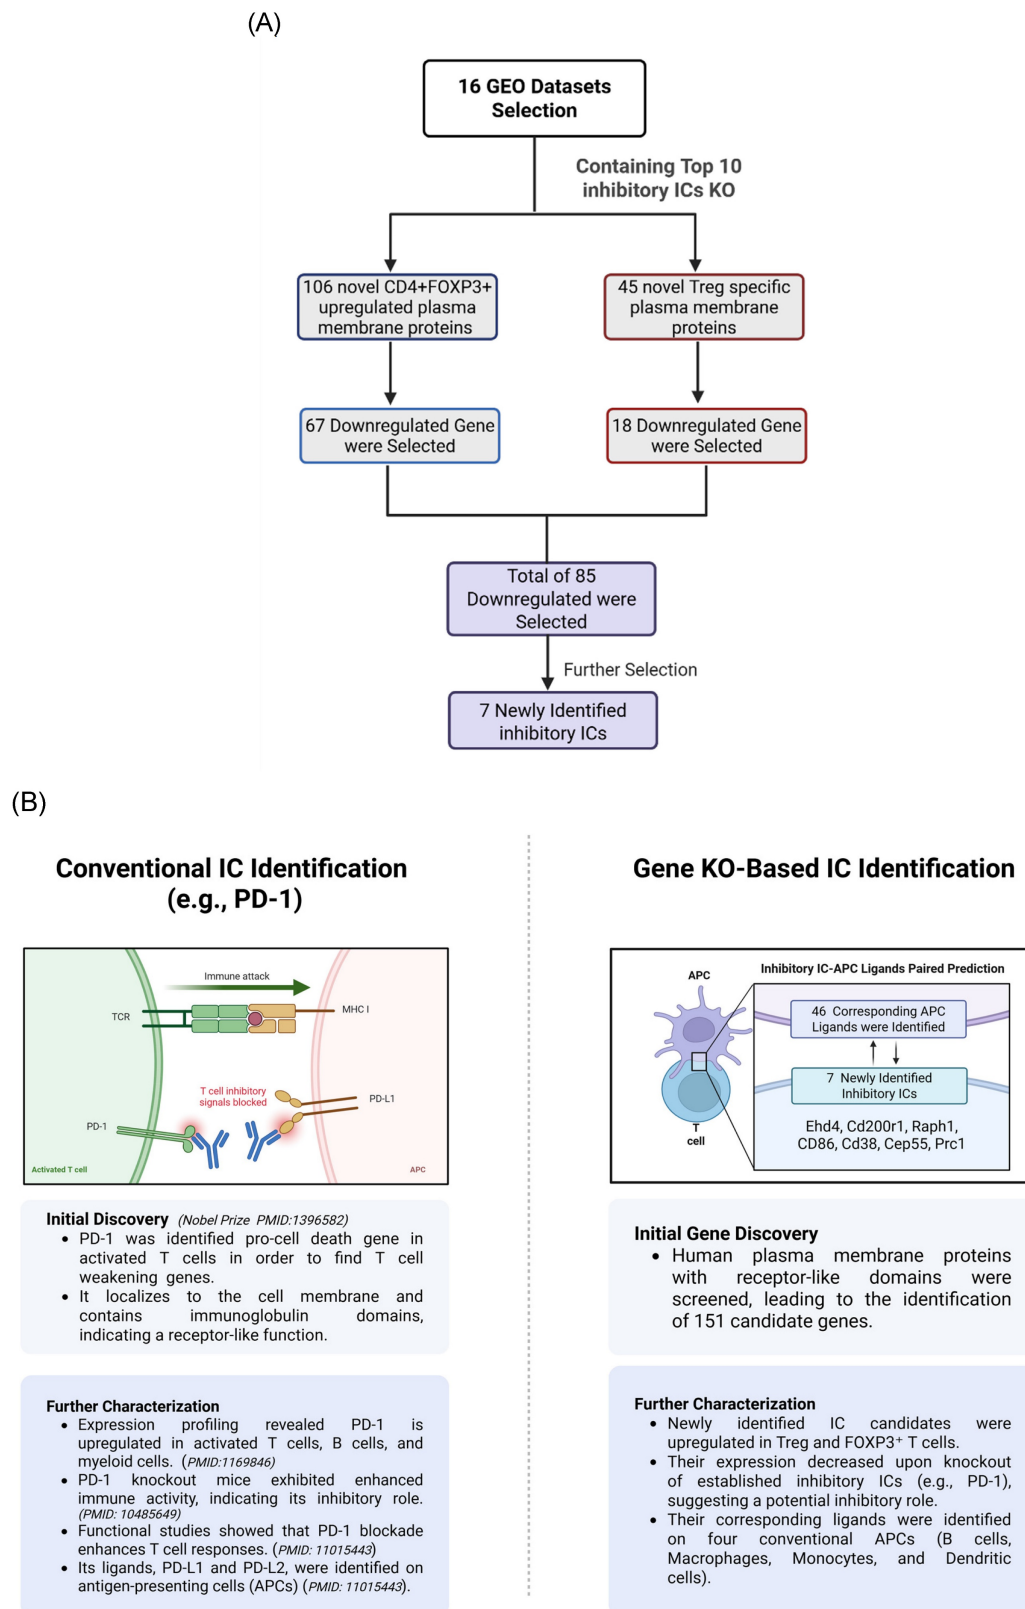 (A)
16 GEO Datasets
Selection
Containing Top 10
inhibitory ICs KO
106 novel CD4+FOXP3+
upregulated plasma
membrane proteins
45 novel Treg specific
plasma membrane
proteins
67 Downregulated Gene
were Selected
18 Downregulated Gene
were Selected
Total of 85
Downregulated were
Selected
Further Selection
7 Newly Identified
inhibitory ICs
(B)
Conventional IC Identification
(e.g., PD-1)
Immune attack
TCR
MHC I
T cell inhibitory
signals blocked
PD-L1
PD-1
Activated T cell
APC
Initial Discovery (Nobel Prize PMID:1396582)
• PD-1 was identified pro-cell death gene in
activated T cells in order to find T cell
weakening genes.
• It localizes to the cell membrane and
contains immunoglobulin domains,
indicating a receptor-like function.
Further Characterization
• Expression profiling revealed PD-1 is
upregulated in activated T cells, B cells, and
myeloid cells. (PMID:1169846)
• PD-1 knockout mice exhibited enhanced
immune activity, indicating its inhibitory role.
(PMID: 10485649)
• Functional studies showed that PD-1 blockade
enhances T cell responses. (PMID: 11015443)
• Its ligands, PD-L1 and PD-L2, were identified on
antigen-presenting cells (APCs) (PMID: 11015443).
Gene KO-Based IC Identification
Inhibitory IC-APC Ligands Paired Prediction
APC
46 Corresponding APC
Ligands were Identified
7 Newly Identified
Inhibitory ICs
T
cell
Ehd4, Cd200r1, Raph1,
CD86, Cd38, Cep55, Prc1
Initial Gene Discovery
• Human plasma membrane proteins
with receptor-like domains were
screened, leading to the identification
of 151 candidate genes.
Further Characterization
• Newly identified IC candidates were
upregulated in Treg and FOXP3⁺ T cells.
• Their expression decreased upon knockout
of established inhibitory ICs (e.g., PD-1),
suggesting a potential inhibitory role.
• Their corresponding ligands were identified
on four conventional APCs (B cells,
Macrophages, Monocytes, and Dendritic
cells).